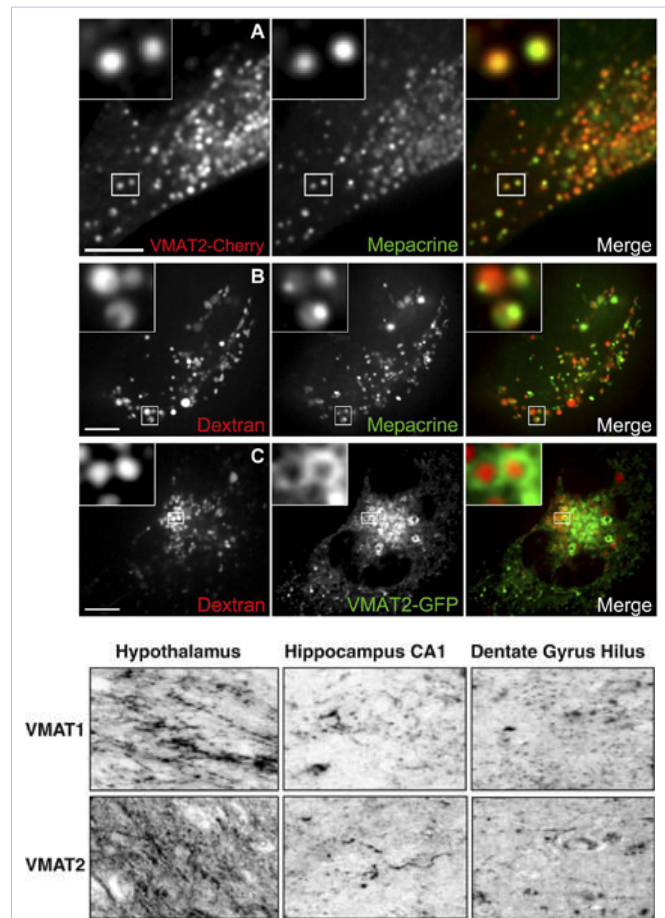 A
VMAT2-Cherry
Mepacrine
Merge
B
Dextran
Mepacrine
Merge
C
Dextran
VMAT2-GFP
Merge
Hypothalamus
Hippocampus CA1
Dentate Gyrus Hilus
VMAT1
VMAT2